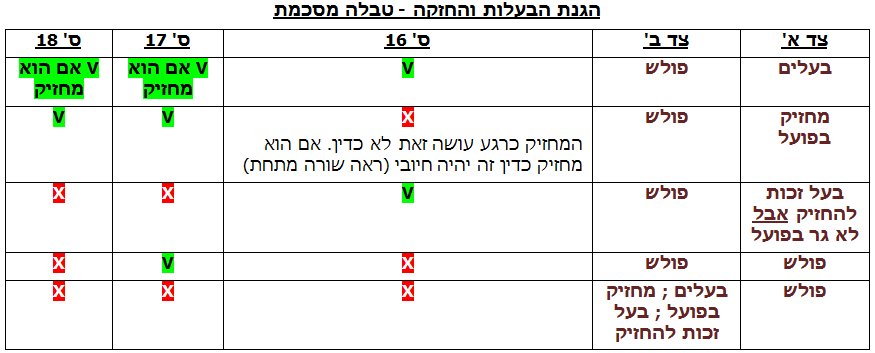 הגנת הבעלות והחזקה - טבלה מסכמת
צד א' צד ב' ס' 16 ס' 17 ס' 18
בעלים פולש V V אם הוא V אם הוא
מחזיק מחזיק
מחזיק פולש X V V
בפועל
המחזיק כרגע עושה זאת לא כדין. אם הוא
מחזיק כדין זה יהיה חיובי (ראה שורה מתחת)
בעל זכות פולש V X X
להחזיק אבל
לא גר בפועל
פולש פולש X V X
פולש בעלים ; מחזיק X X X
בפועל ; בעל
זכות להחזיק